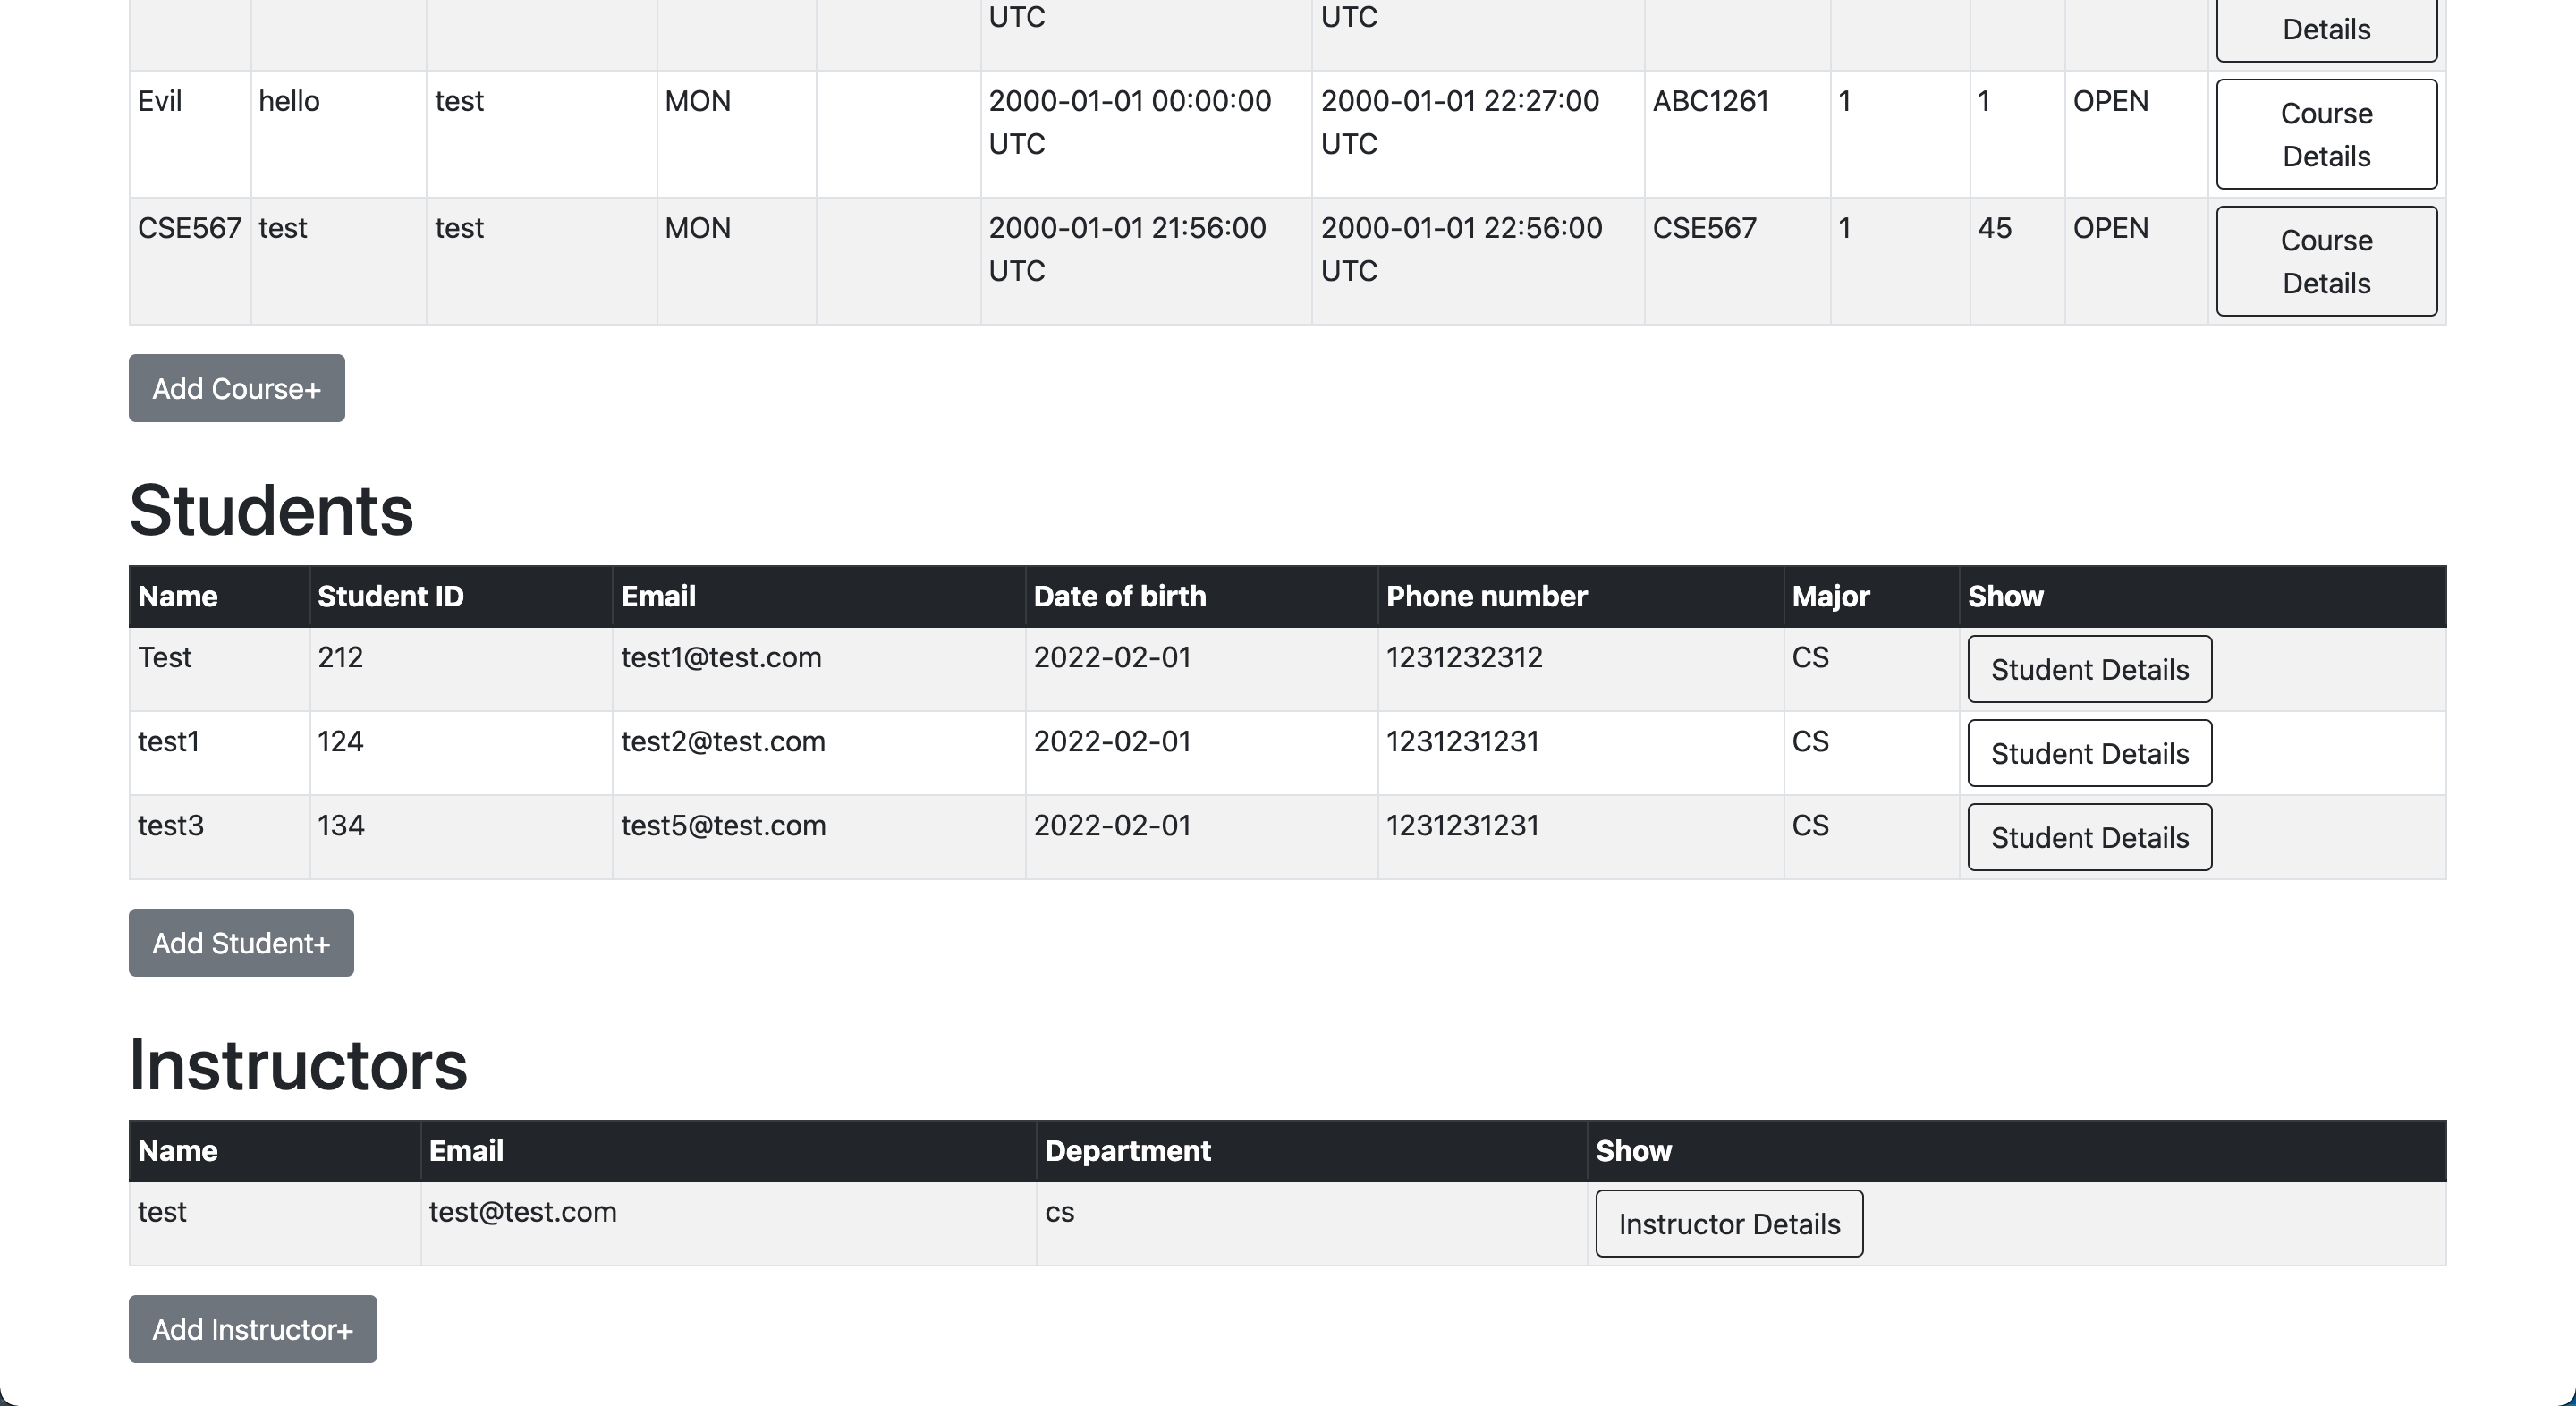 UTC UTC Details
Evil hello test MON 2000-01-01 00:00:00 UTC 2000-01-01 22:27:00 UTC ABC1261 1 1 OPEN Course Details
CSE567 test test MON 2000-01-01 21:56:00 UTC 2000-01-01 22:56:00 UTC CSE567 1 45 OPEN Course Details
Add Course+
Students
Name Student ID Email Date of birth Phone number Major Show
Test 212 test1@test.com 2022-02-01 1231232312 CS Student Details
test1 124 test2@test.com 2022-02-01 1231231231 CS Student Details
test3 134 test5@test.com 2022-02-01 1231231231 CS Student Details
Add Student+
Instructors
Name Email Department Show
test test@test.com cs Instructor Details
Add Instructor+